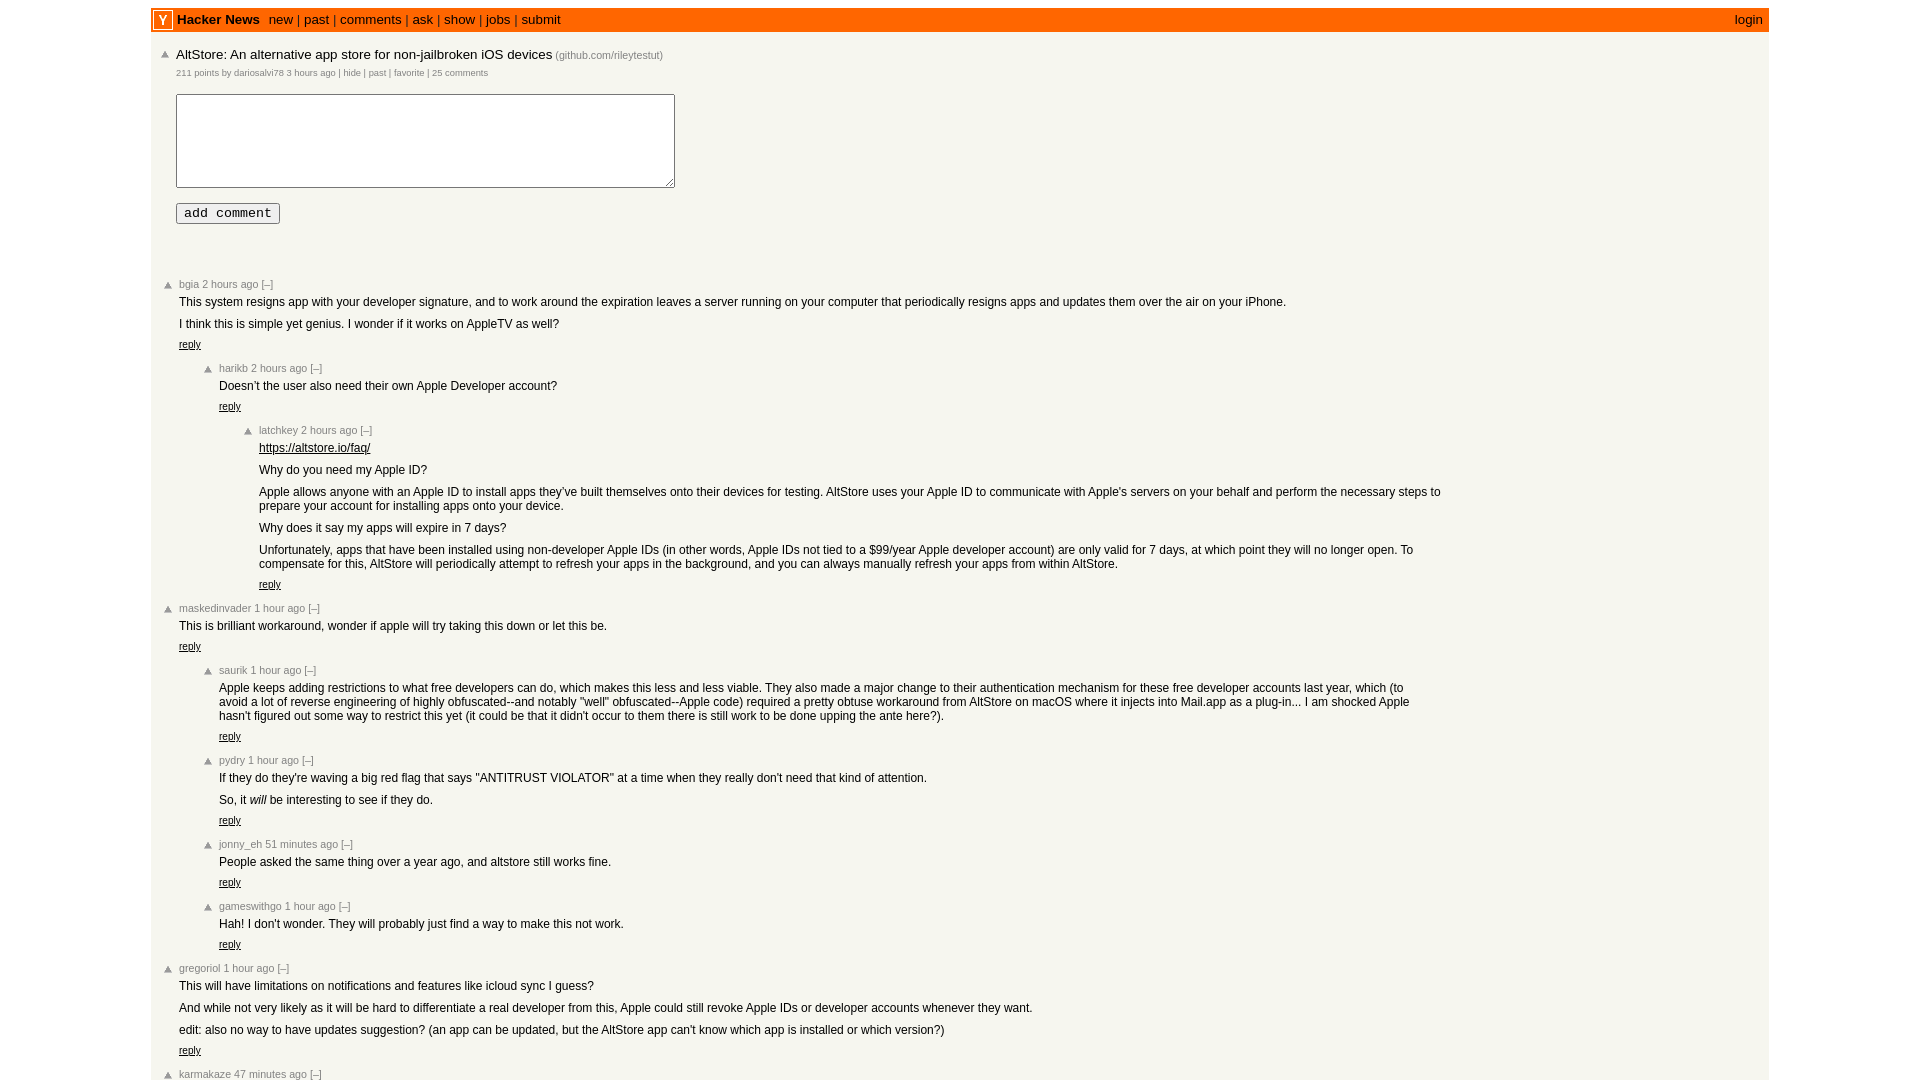 Y Hacker News new | past | comments | ask | show | jobs | submit login
AltStore: An alternative app store for non-jailbroken iOS devices (github.com/rileytestut)
211 points by dariosalvi78 3 hours ago | hide | past | favorite | 25 comments
add comment
bgia 2 hours ago [–]
This system resigns app with your developer signature, and to work around the expiration leaves a server running on your computer that periodically resigns apps and updates them over the air on your iPhone.
I think this is simple yet genius. I wonder if it works on AppleTV as well?
reply
harikb 2 hours ago [–]
Doesn’t the user also need their own Apple Developer account?
reply
latchkey 2 hours ago [–]
https://altstore.io/faq/
Why do you need my Apple ID?
Apple allows anyone with an Apple ID to install apps they’ve built themselves onto their devices for testing. AltStore uses your Apple ID to communicate with Apple's servers on your behalf and perform the necessary steps to
prepare your account for installing apps onto your device.
Why does it say my apps will expire in 7 days?
Unfortunately, apps that have been installed using non-developer Apple IDs (in other words, Apple IDs not tied to a $99/year Apple developer account) are only valid for 7 days, at which point they will no longer open. To
compensate for this, AltStore will periodically attempt to refresh your apps in the background, and you can always manually refresh your apps from within AltStore.
reply
maskedinvader 1 hour ago [–]
This is brilliant workaround, wonder if apple will try taking this down or let this be.
reply
saurik 1 hour ago [–]
Apple keeps adding restrictions to what free developers can do, which makes this less and less viable. They also made a major change to their authentication mechanism for these free developer accounts last year, which (to
avoid a lot of reverse engineering of highly obfuscated--and notably "well" obfuscated--Apple code) required a pretty obtuse workaround from AltStore on macOS where it injects into Mail.app as a plug-in... I am shocked Apple
hasn't figured out some way to restrict this yet (it could be that it didn't occur to them there is still work to be done upping the ante here?).
reply
pydry 1 hour ago [–]
If they do they're waving a big red flag that says "ANTITRUST VIOLATOR" at a time when they really don't need that kind of attention.
So, it will be interesting to see if they do.
reply
jonny_eh 51 minutes ago [–]
People asked the same thing over a year ago, and altstore still works fine.
reply
gameswithgo 1 hour ago [–]
Hah! I don't wonder. They will probably just find a way to make this not work.
reply
gregoriol 1 hour ago [–]
This will have limitations on notifications and features like icloud sync I guess?
And while not very likely as it will be hard to differentiate a real developer from this, Apple could still revoke Apple IDs or developer accounts whenever they want.
edit: also no way to have updates suggestion? (an app can be updated, but the AltStore app can't know which app is installed or which version?)
reply
karmakaze 47 minutes ago [–]